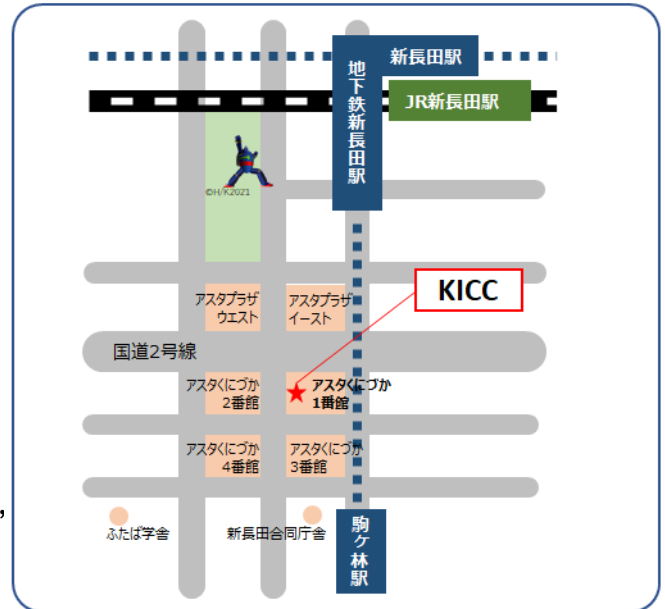 新長田駅
JR新長田駅
地下鉄新長田駅
©H/K2021
アスタプラザ
ウエスト
アスタプラザ
イースト
KICC
国道2号線
アスタくにづか
2番館
アスタくにづか
1番館
アスタくにづか
4番館
アスタくにづか
3番館
,
ふたば学舎
新長田合同庁舎
駒ヶ林駅